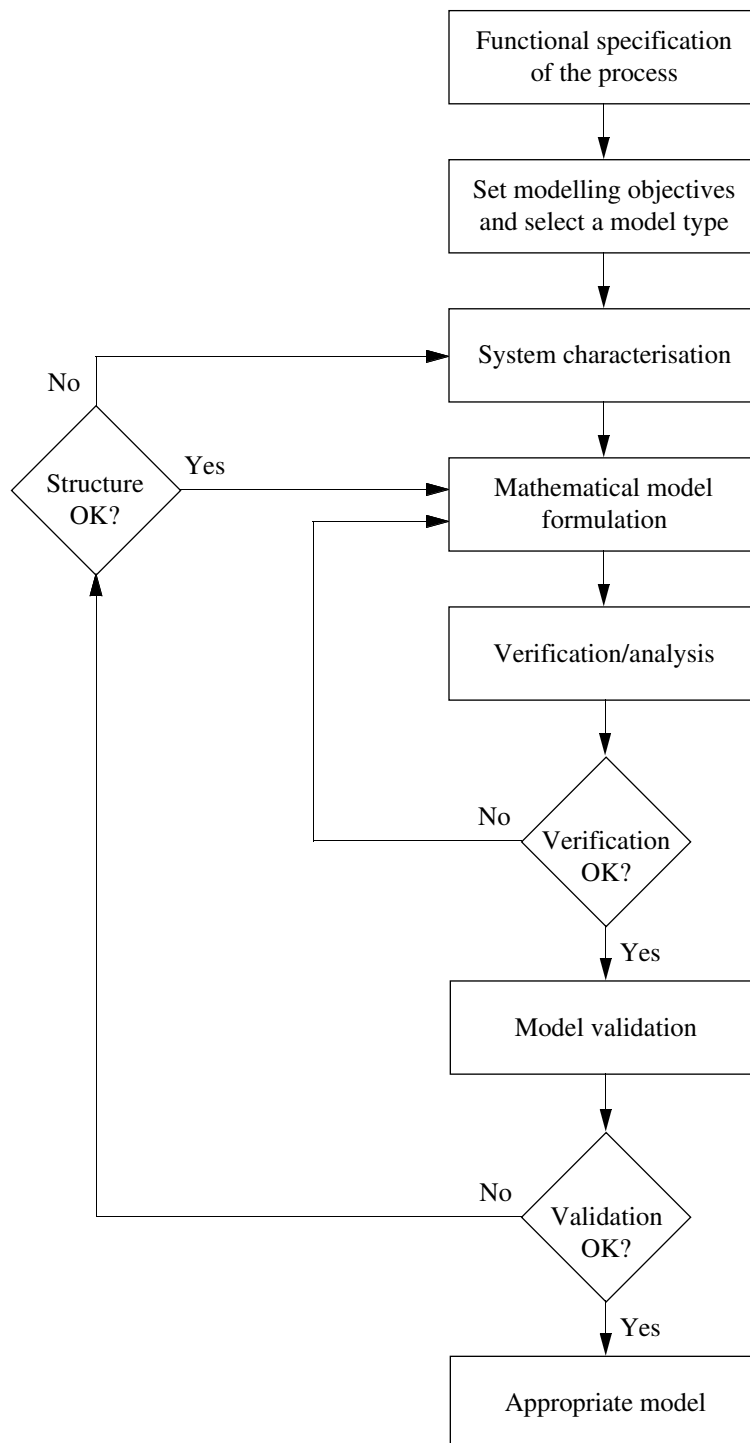 Functional specification
of the process
Set modelling objectives
and select a model type
System characterisation
No
Yes
Structure
OK?
Mathematical model
formulation
Verification/analysis
No
Verification
OK?
Yes
Model validation
No
Validation
OK?
Yes
Appropriate model